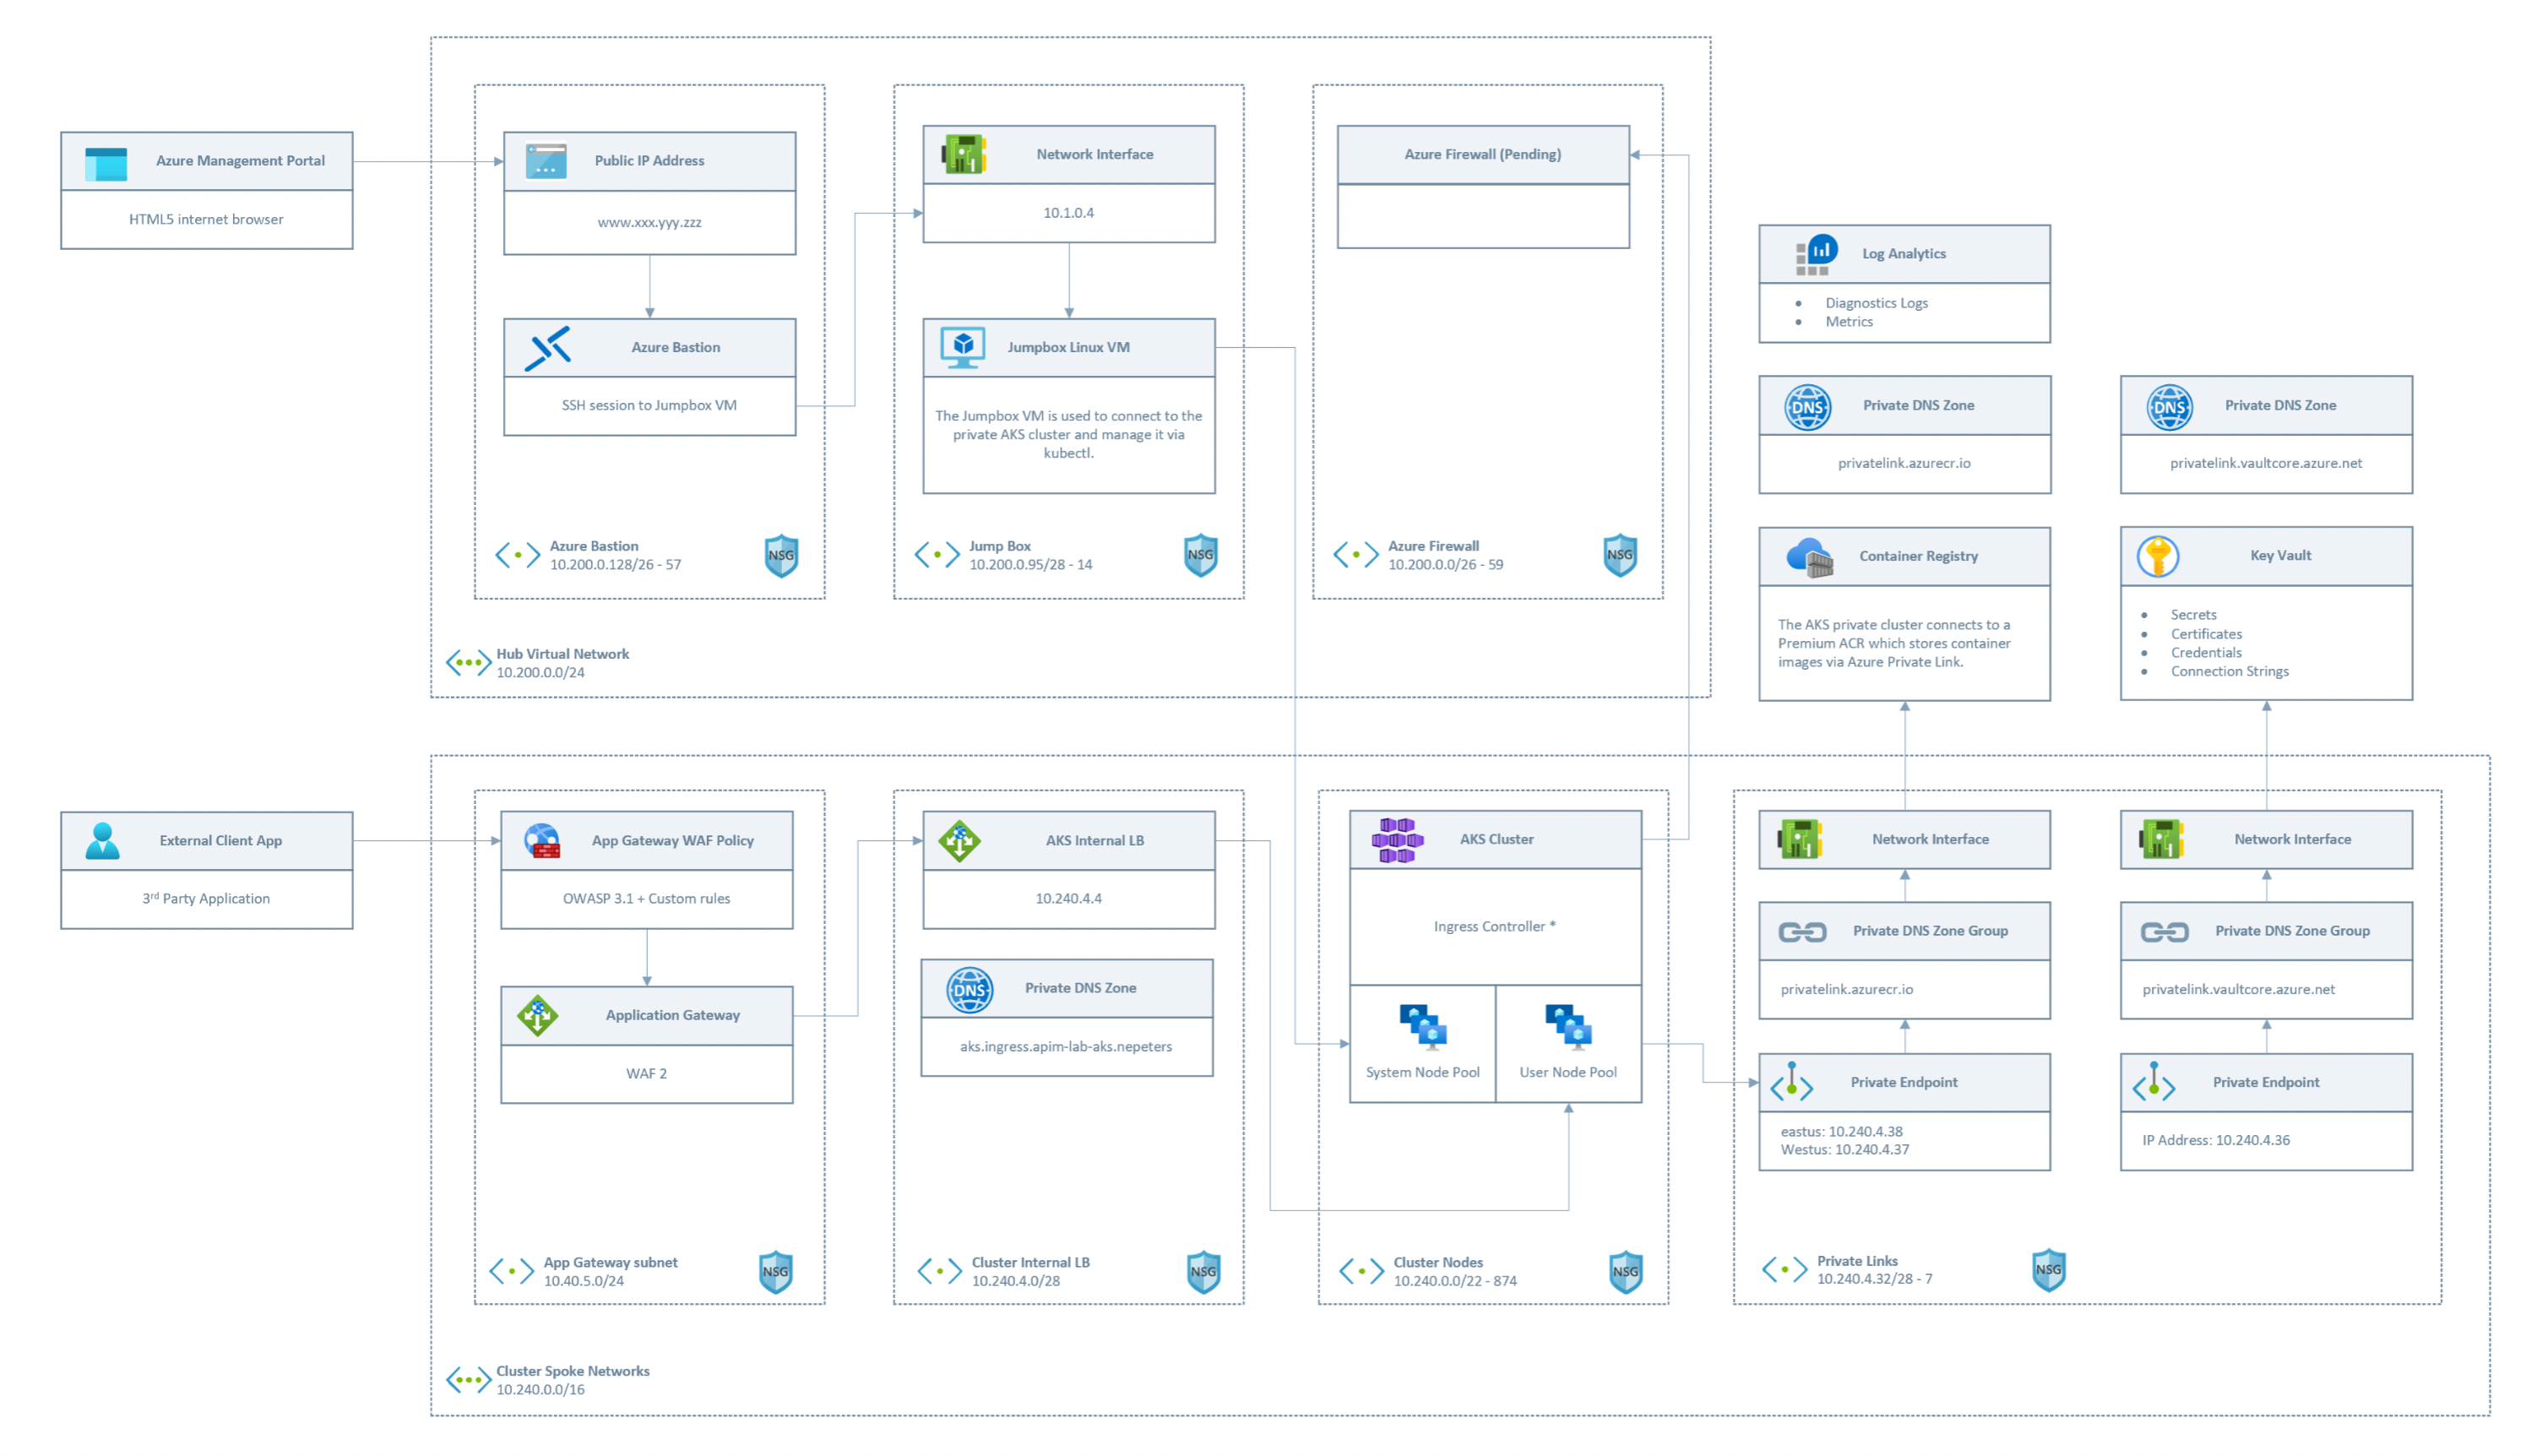 Azure Management Portal
HTML5 internet browser
Public IP Address
www.xxx.yyy.zzz
Azure Bastion
SSH session to Jumpbox VM
Azure Bastion
10.200.0.128/26 - 57
NSG
Network Interface
10.1.0.4
Jumpbox Linux VM
The Jumpbox VM is used to connect to the
private AKS cluster and manage it via
kubectl.
Jump Box
10.200.0.95/28 - 14
NSG
Azure Firewall (Pending)
Azure Firewall
10.200.0.0/26 - 59
NSG
Hub Virtual Network
10.200.0.0/24
Log Analytics
• Diagnostics Logs
• Metrics
DNS
Private DNS Zone
privatelink.azurecr.io
DNS
Private DNS Zone
privatelink.vaultcore.azure.net
Container Registry
The AKS private cluster connects to a
Premium ACR which stores container
images via Azure Private Link.
Key Vault
• Secrets
• Certificates
• Credentials
• Connection Strings
External Client App
3rd Party Application
App Gateway WAF Policy
OWASP 3.1 + Custom rules
Application Gateway
WAF 2
App Gateway subnet
10.40.5.0/24
NSG
AKS Internal LB
10.240.4.4
DNS
Private DNS Zone
aks.ingress.apim-lab-aks.nepeters
Cluster Internal LB
10.240.4.0/28
NSG
AKS Cluster
Ingress Controller *
System Node Pool
User Node Pool
Cluster Nodes
10.240.0.0/22 - 874
NSG
Network Interface
Private DNS Zone Group
privatelink.azurecr.io
Private Endpoint
eastus: 10.240.4.38
Westus: 10.240.4.37
Network Interface
Private DNS Zone Group
privatelink.vaultcore.azure.net
Private Endpoint
IP Address: 10.240.4.36
Private Links
10.240.4.32/28 - 7
NSG
Cluster Spoke Networks
10.240.0.0/16